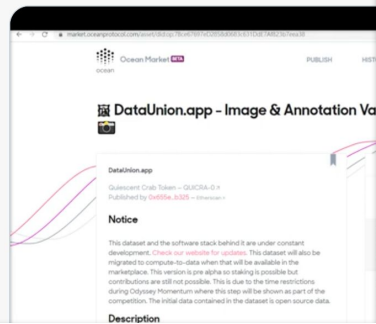 market.oceanprotocol.com/asset/did:op:
Ocean Market BETA
PUBLISH
HIST
ocean
DataUnion.app - Image & Annotation Va
DataUnion.app
Quiescent Crab Token — QUICRA-0
Published by 0x655e...b325 — Etherscan
Notice
This dataset and the software stack behind it are under constant
development. Check our website for updates. This dataset will also be
migrated to compute-to-data when that will be available in the
marketplace. This version is pre alpha so staking is possible but
contributions are still not possible. This is due to the time restrictions
during Odyssey Momentum where this step will be shown as part of the
competition. The initial data contained in the dataset is open source data.
Description